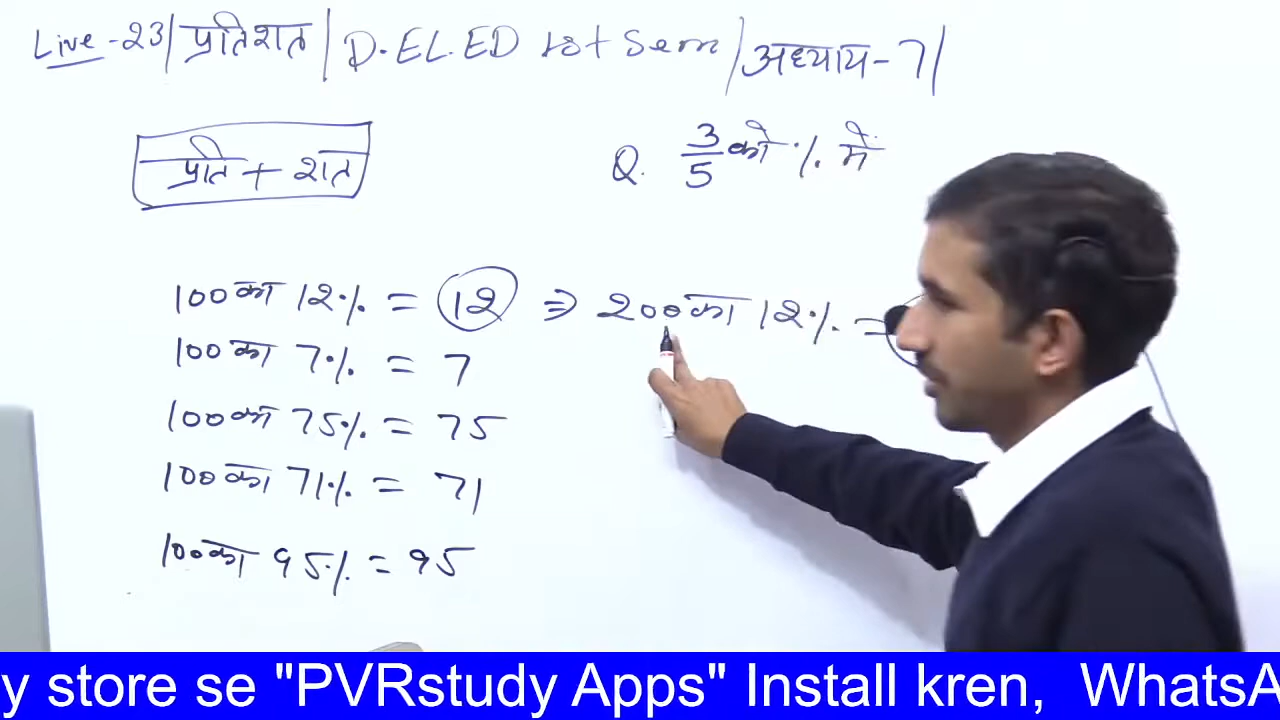 Live-23|प्रतिशत|D.EL.ED 1st Sem|अध्याय-7|
प्रति + शत
Q. 3/5 को % में
100 का 12% = 12 ⇒ 200 का 12% =
100 का 7% = 7
100 का 75% = 75
100 का 71% = 71
100 का 95% = 95
y store se "PVRstudy Apps" Install kren, WhatsA